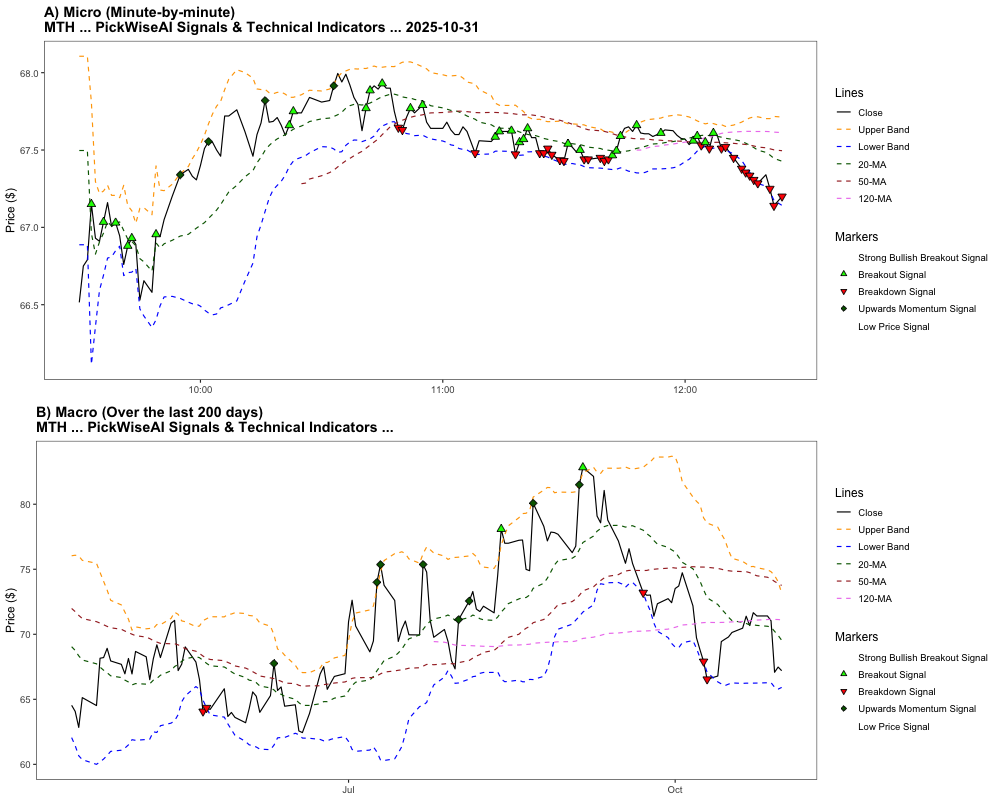 A) Micro (Minute-by-minute)
MTH ... PickWiseAI Signals & Technical Indicators ... 2025-10-31
Price ($)
68.0
67.5
67.0
66.5
10:00
11:00
12:00
Lines
Close
Upper Band
Lower Band
20-MA
50-MA
120-MA
Markers
Strong Bullish Breakout Signal
Breakout Signal
Breakdown Signal
Upwards Momentum Signal
Low Price Signal
B) Macro (Over the last 200 days)
MTH ... PickWiseAI Signals & Technical Indicators ...
Price ($)
80
75
70
65
60
Jul
Oct
Lines
Close
Upper Band
Lower Band
20-MA
50-MA
120-MA
Markers
Strong Bullish Breakout Signal
Breakout Signal
Breakdown Signal
Upwards Momentum Signal
Low Price Signal